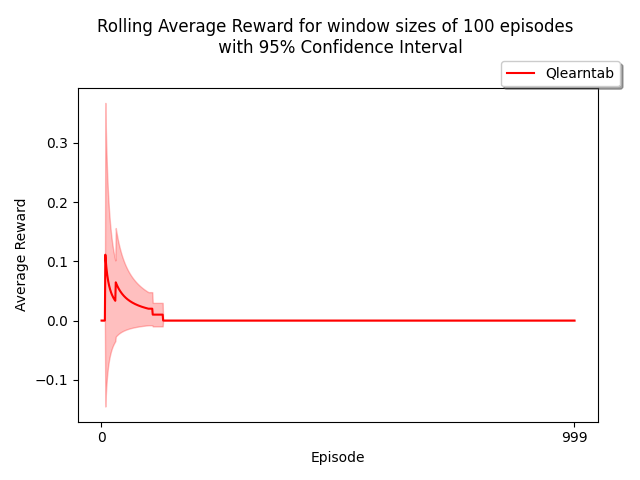 Rolling Average Reward for window sizes of 100 episodes
with 95% Confidence Interval
Qlearntab
Average Reward
0.3
0.2
0.1
0.0
−0.1
0
999
Episode